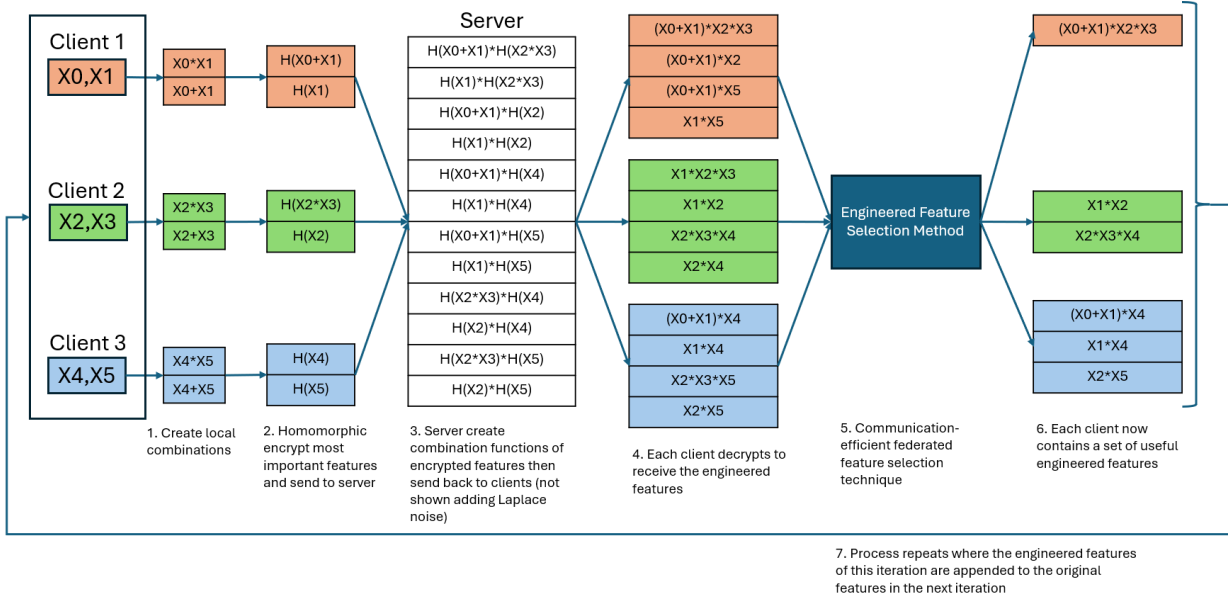 Client 1
X0,X1
Client 2
X2,X3
Client 3
X4,X5
X0*X1
X0+X1
X2*X3
X2+X3
X4*X5
X4+X5
1. Create local
combinations
H(X0+X1)
H(X1)
H(X2*X3)
H(X2)
H(X4)
H(X5)
2. Homomorphic
encrypt most
important features
and send to server
Server
H(X0+X1)*H(X2*X3)
H(X1)*H(X2*X3)
H(X0+X1)*H(X2)
H(X1)*H(X2)
H(X0+X1)*H(X4)
H(X1)*H(X4)
H(X0+X1)*H(X5)
H(X1)*H(X5)
H(X2*X3)*H(X4)
H(X2)*H(X4)
H(X2*X3)*H(X5)
H(X2)*H(X5)
3. Server create
combination functions of
encrypted features then
send back to clients (not
shown adding Laplace
noise)
(X0+X1)*X2*X3
(X0+X1)*X2
(X0+X1)*X5
X1*X5
X1*X2*X3
X1*X2
X2*X3*X4
X2*X4
(X0+X1)*X4
X1*X4
X2*X3*X5
X2*X5
4. Each client decrypts to
receive the engineered
features
Engineered Feature
Selection Method
5. Communication-
efficient federated
feature selection
technique
(X0+X1)*X2*X3
X1*X2
X2*X3*X4
(X0+X1)*X4
X1*X4
X2*X5
6. Each client now
contains a set of useful
engineered features
7. Process repeats where the engineered features
of this iteration are appended to the original
features in the next iteration